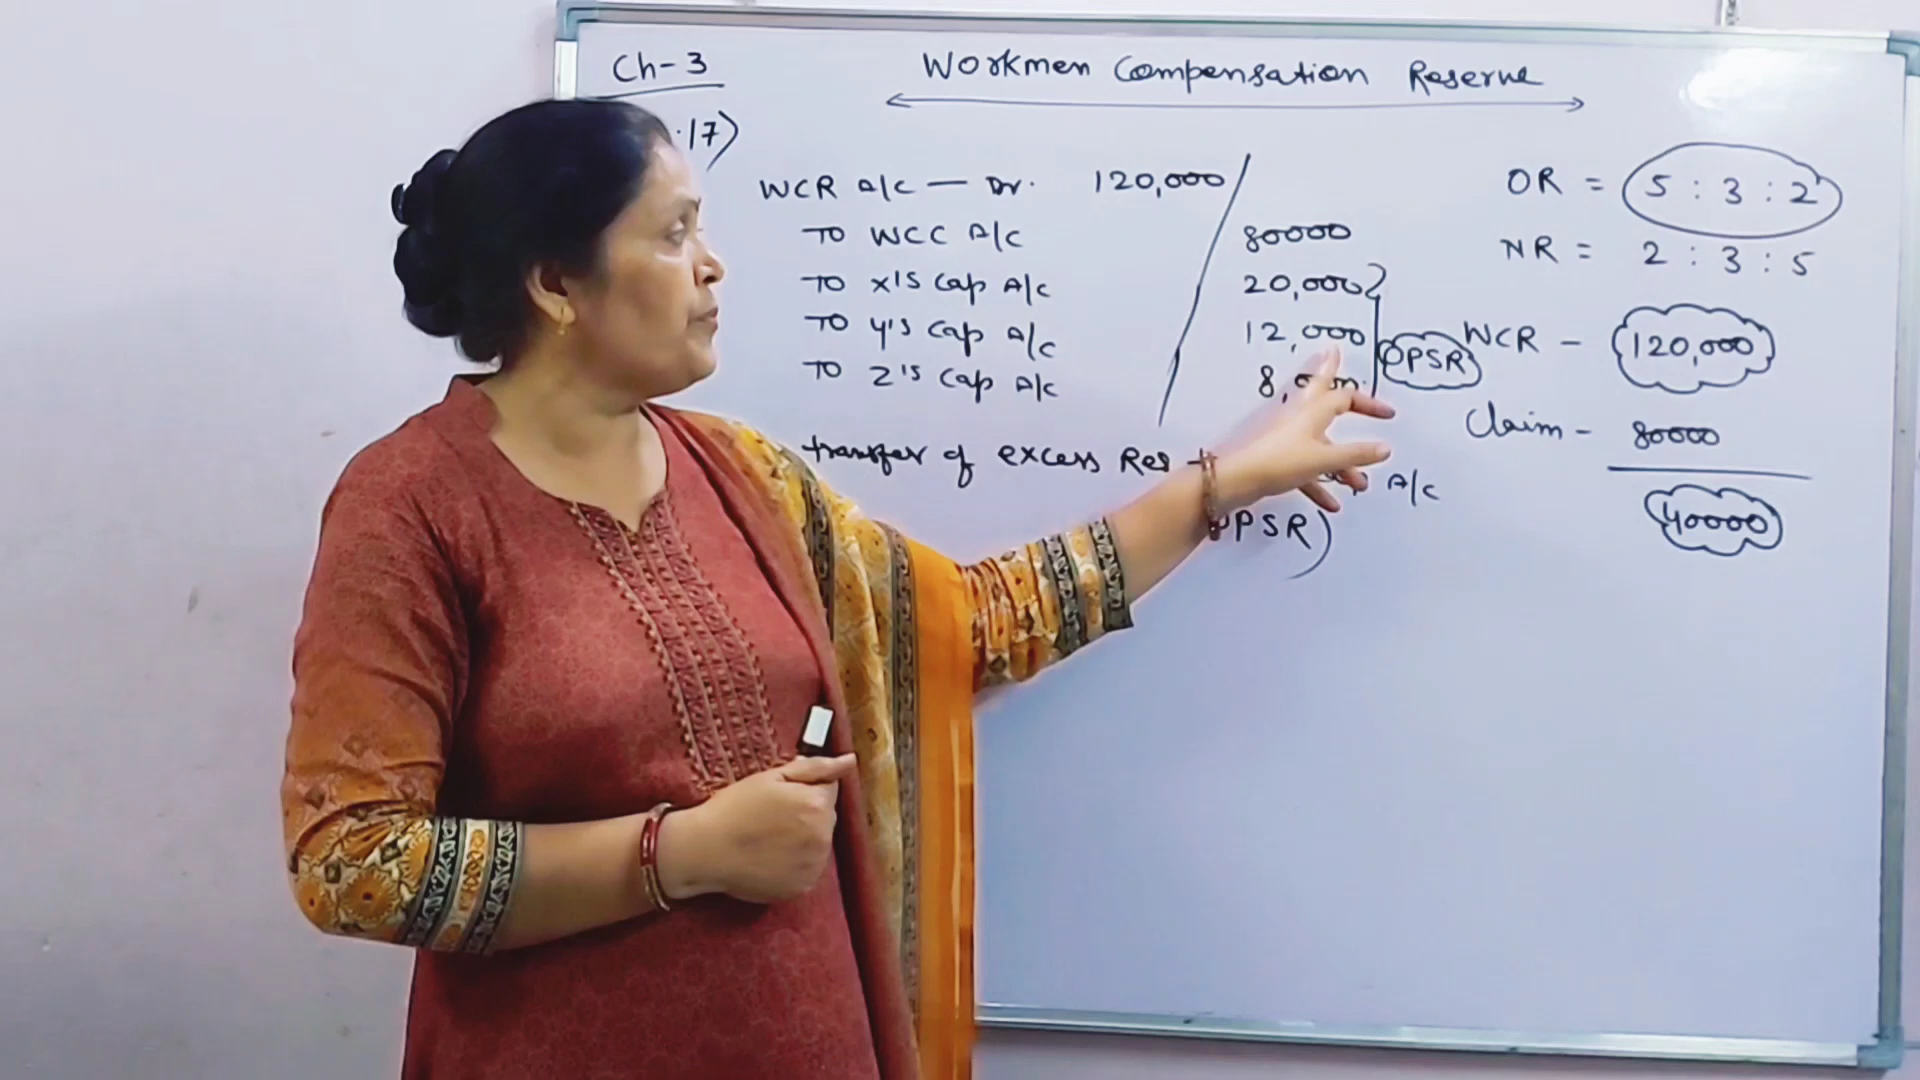 Ch-3
Workmen Compensation Reserve
.17)
WCR A/c — Dr. 120,000
To WCC A/c 80000
To X's Cap A/c 20,000
To Y's Cap A/c 12,000
To Z's Cap A/c 8,000
OPSR
transfer of excess Res
A/c
OPSR)
OR = 5 : 3 : 2
NR = 2 : 3 : 5
WCR - 120,000
Claim - 80000
40000